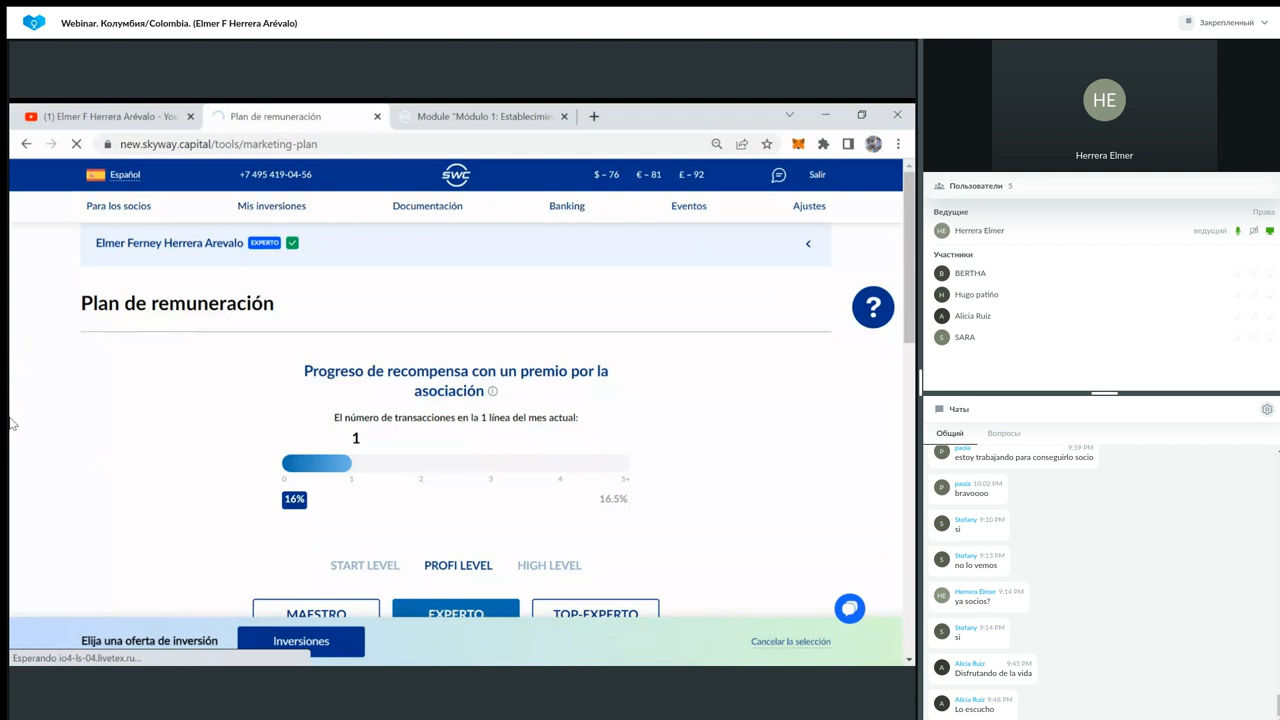 Webinar. Колумбия/Colombia. (Elmer F Herrera Arévalo)
Закрепленный
(1) Elmer F Herrera Arévalo - You
Plan de remuneración
Módulo "Módulo 1: Establecimie
new.skyway.capital/tools/marketing-plan
Español
+7 495 419-04-56
SWC
$ – 76 € – 81 £ – 92
Salir
Para los socios
Mis inversiones
Documentación
Banking
Eventos
Ajustes
Elmer Ferney Herrera Arevalo EXPERTO
Plan de remuneración
?
Progreso de recompensa con un premio por la
asociación
El número de transacciones en la 1 línea del mes actual:
1
0 1 2 3 4 5+
16% 16.5%
START LEVEL PROFI LEVEL HIGH LEVEL
MAESTRO EXPERTO TOP-EXPERTO
Elija una oferta de inversión
Inversiones
Cancelar la selección
Esperando io4-ls-04.livetex.ru...
HE
Herrera Elmer
Пользователи 5
Ведущие
Права
HE Herrera Elmer
ведущий
Участники
B BERTHA
H Hugo patiño
A Alicia Ruiz
S SARA
Чаты
Общий Вопросы
paola 9:59 PM
P estoy trabajando para conseguirlo socio
P paola 10:02 PM
bravoooo
S Stefany 9:10 PM
si
S Stefany 9:13 PM
no lo vemos
HE Herrera Elmer 9:14 PM
ya socios?
S Stefany 9:14 PM
si
A Alicia Ruiz 9:45 PM
Disfrutando de la vida
A Alicia Ruiz 9:48 PM
Lo escucho